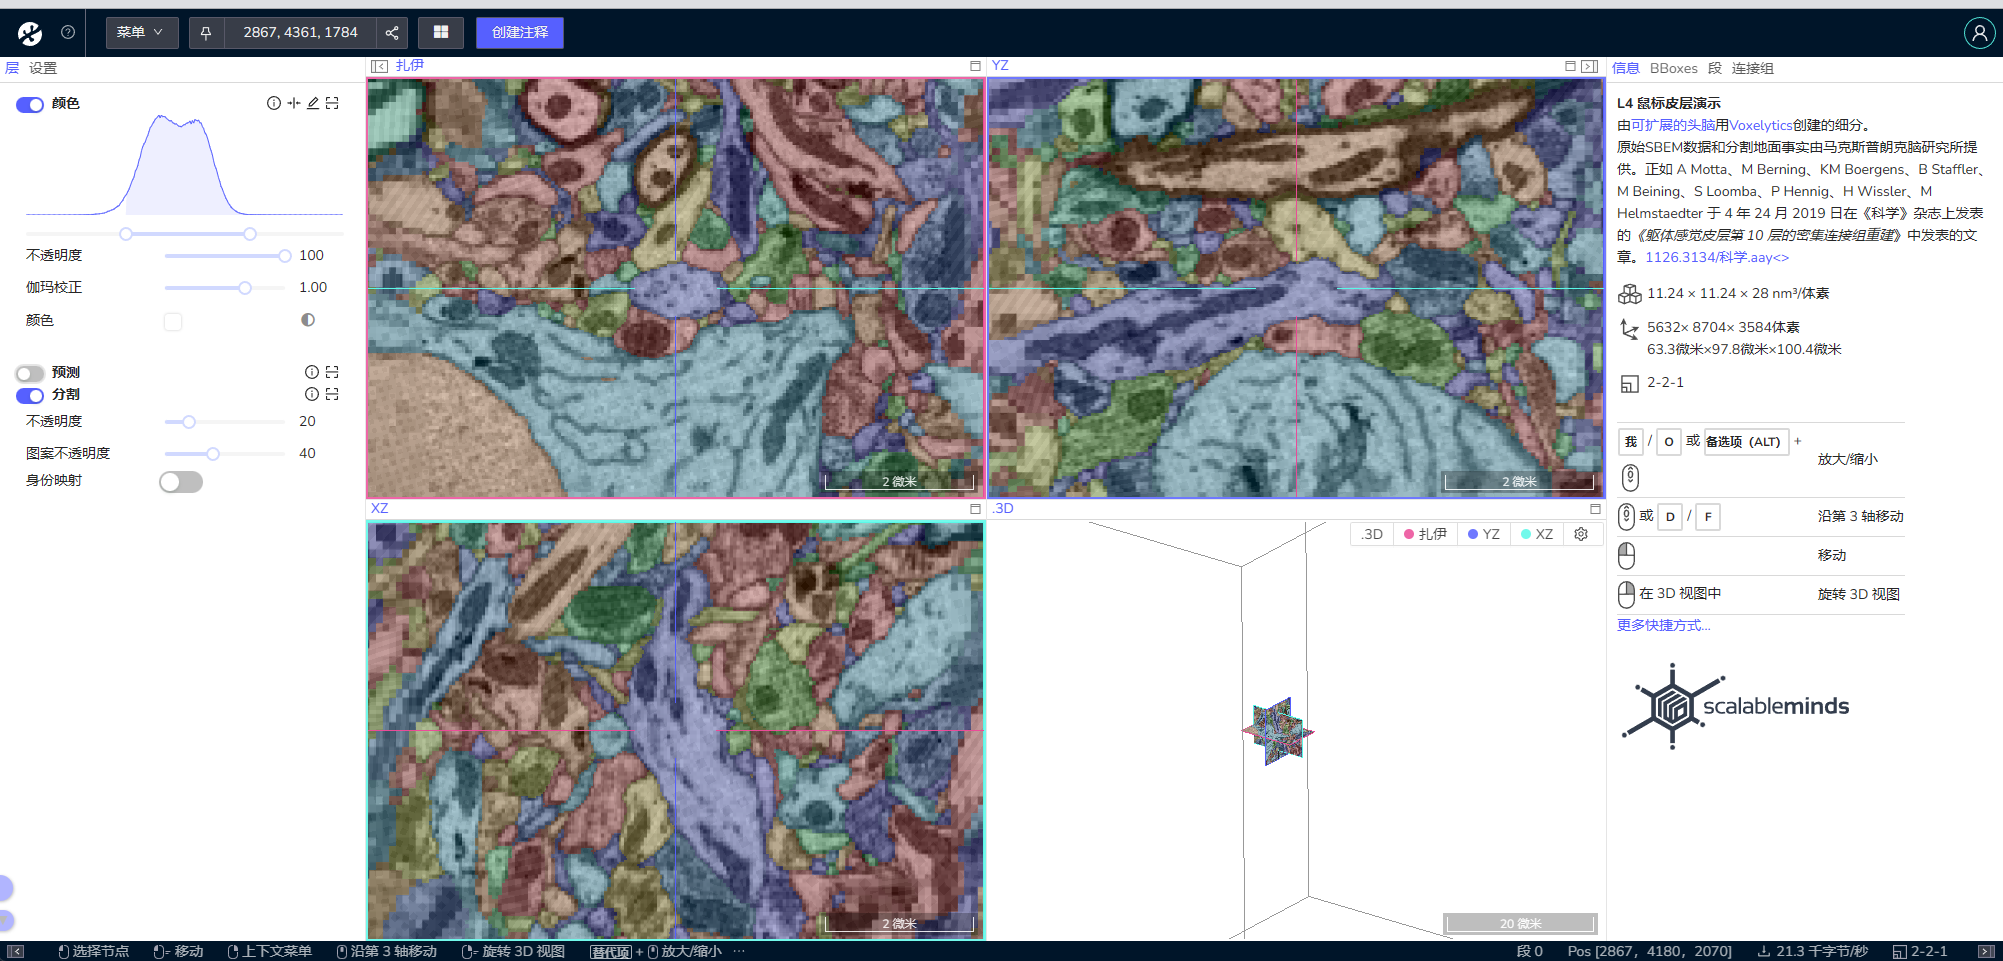 菜单
2867, 4361, 1784
创建注释
层 设置
扎伊
YZ
信息 BBoxes 段 连接组
颜色
不透明度 100
伽玛校正 1.00
颜色
预测
分割
不透明度 20
图案不透明度 40
身份映射
2 微米
2 微米
XZ
.3D
.3D 扎伊 YZ XZ
2 微米
20 微米
L4 鼠标皮层演示
由可扩展的头脑用Voxelytics创建的细分。
原始SBEM数据和分割地面事实由马克斯普朗克脑研究所提
供。正如 A Motta、M Berning、KM Boergens、B Staffler、
M Beining、S Loomba、P Hennig、H Wissler、M
Helmstaedter 于 4 年 24 月 2019 日在《科学》杂志上发表
的《躯体感觉皮层第 10 层的密集连接组重建》中发表的文
章。1126.3134/科学.aay<>
11.24 × 11.24 × 28 nm³/体素
5632× 8704× 3584体素
63.3微米×97.8微米×100.4微米
2-2-1
我 / O 或 备选项（ALT） +
放大/缩小
或 D / F 沿第 3 轴移动
移动
在 3D 视图中 旋转 3D 视图
更多快捷方式...
scalableminds
选择节点 移动 上下文菜单 沿第 3 轴移动 旋转 3D 视图 替代项 + 放大/缩小 ⋯
段 0 Pos [2867，4180，2070] 21.3 千字节/秒 2-2-1